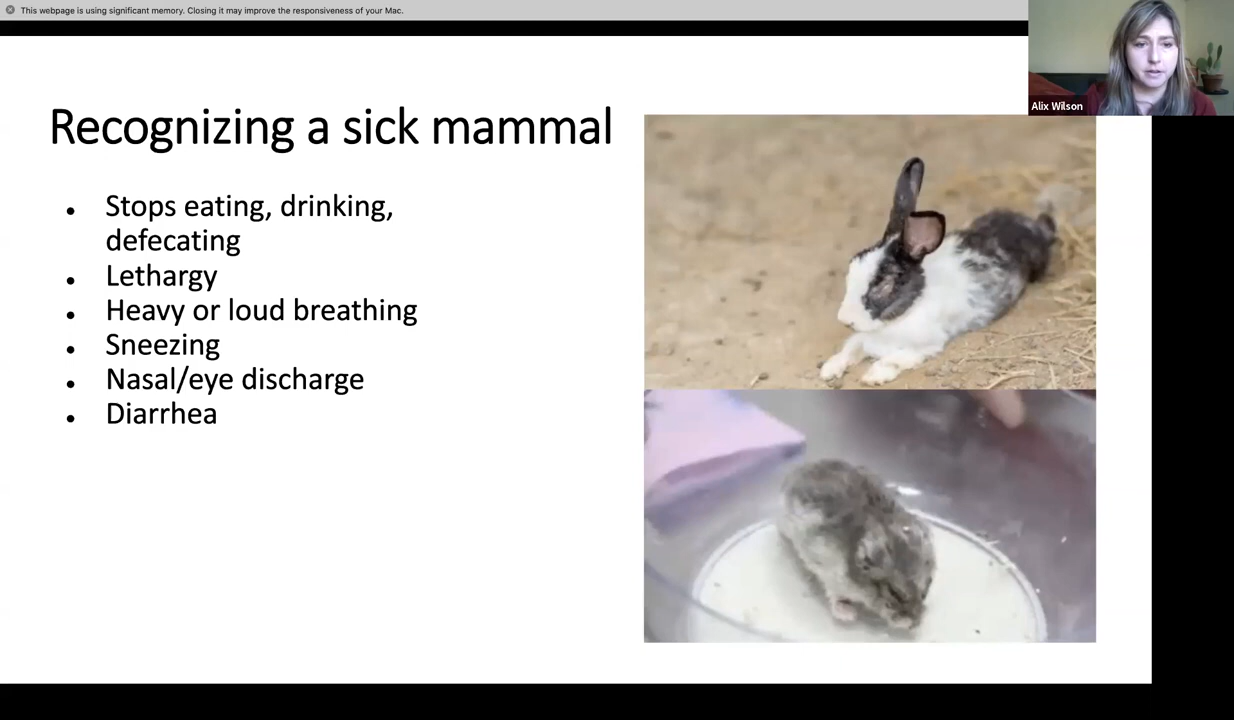 This webpage is using significant memory. Closing it may improve the responsiveness of your Mac.
Alix Wilson
Recognizing a sick mammal
• Stops eating, drinking,
defecating
• Lethargy
• Heavy or loud breathing
• Sneezing
• Nasal/eye discharge
• Diarrhea